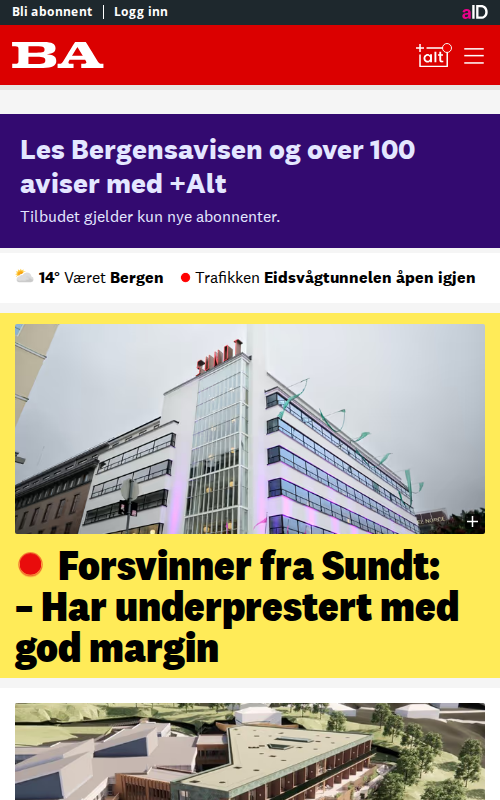 Bli abonnent | Logg inn
aID
BA
+alt
Les Bergensavisen og over 100
aviser med +Alt
Tilbudet gjelder kun nye abonnenter.
14° Været Bergen
Trafikken Eidsvågtunnelen åpen igjen
SUNDT
+
Forsvinner fra Sundt:
– Har underprestert med
god margin